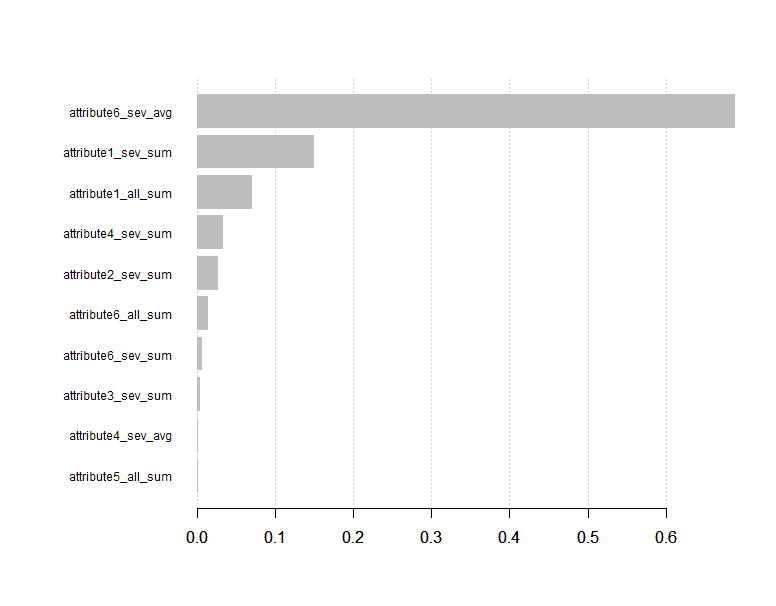 attribute6_sev_avg
attribute1_sev_sum
attribute1_all_sum
attribute4_sev_sum
attribute2_sev_sum
attribute6_all_sum
attribute6_sev_sum
attribute3_sev_sum
attribute4_sev_avg
attribute5_all_sum
0.0 0.1 0.2 0.3 0.4 0.5 0.6